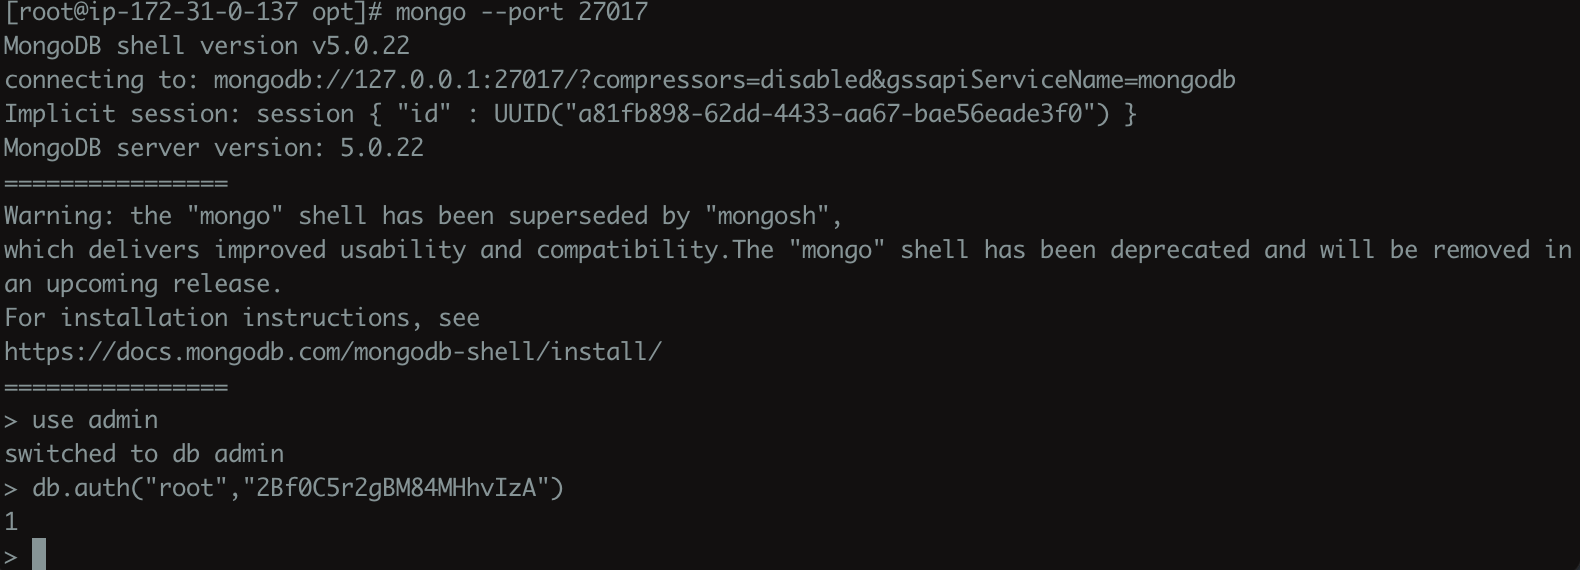 [root@ip-172-31-0-137 opt]# mongo --port 27017
MongoDB shell version v5.0.22
connecting to: mongodb://127.0.0.1:27017/?compressors=disabled&gssapiServiceName=mongodb
Implicit session: session { "id" : UUID("a81fb898-62dd-4433-aa67-bae56eade3f0") }
MongoDB server version: 5.0.22
================
Warning: the "mongo" shell has been superseded by "mongosh",
which delivers improved usability and compatibility.The "mongo" shell has been deprecated and will be removed in
an upcoming release.
For installation instructions, see
https://docs.mongodb.com/mongodb-shell/install/
================
> use admin
switched to db admin
> db.auth("root","2Bf0C5r2gBM84MHhvIzA")
1
>